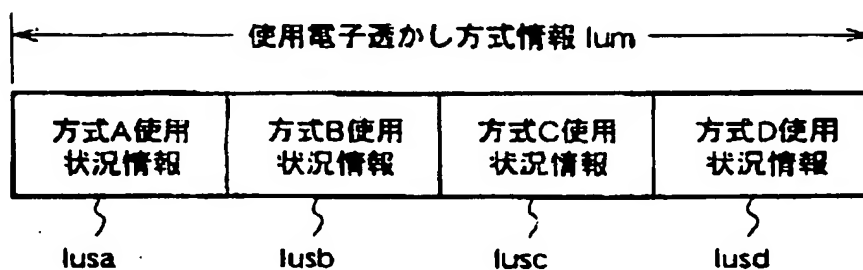 使用電子透かし方式情報 Ium
方式A使用 方式B使用 方式C使用 方式D使用
状況情報 状況情報 状況情報 状況情報
Iusa Iusb Iusc Iusd